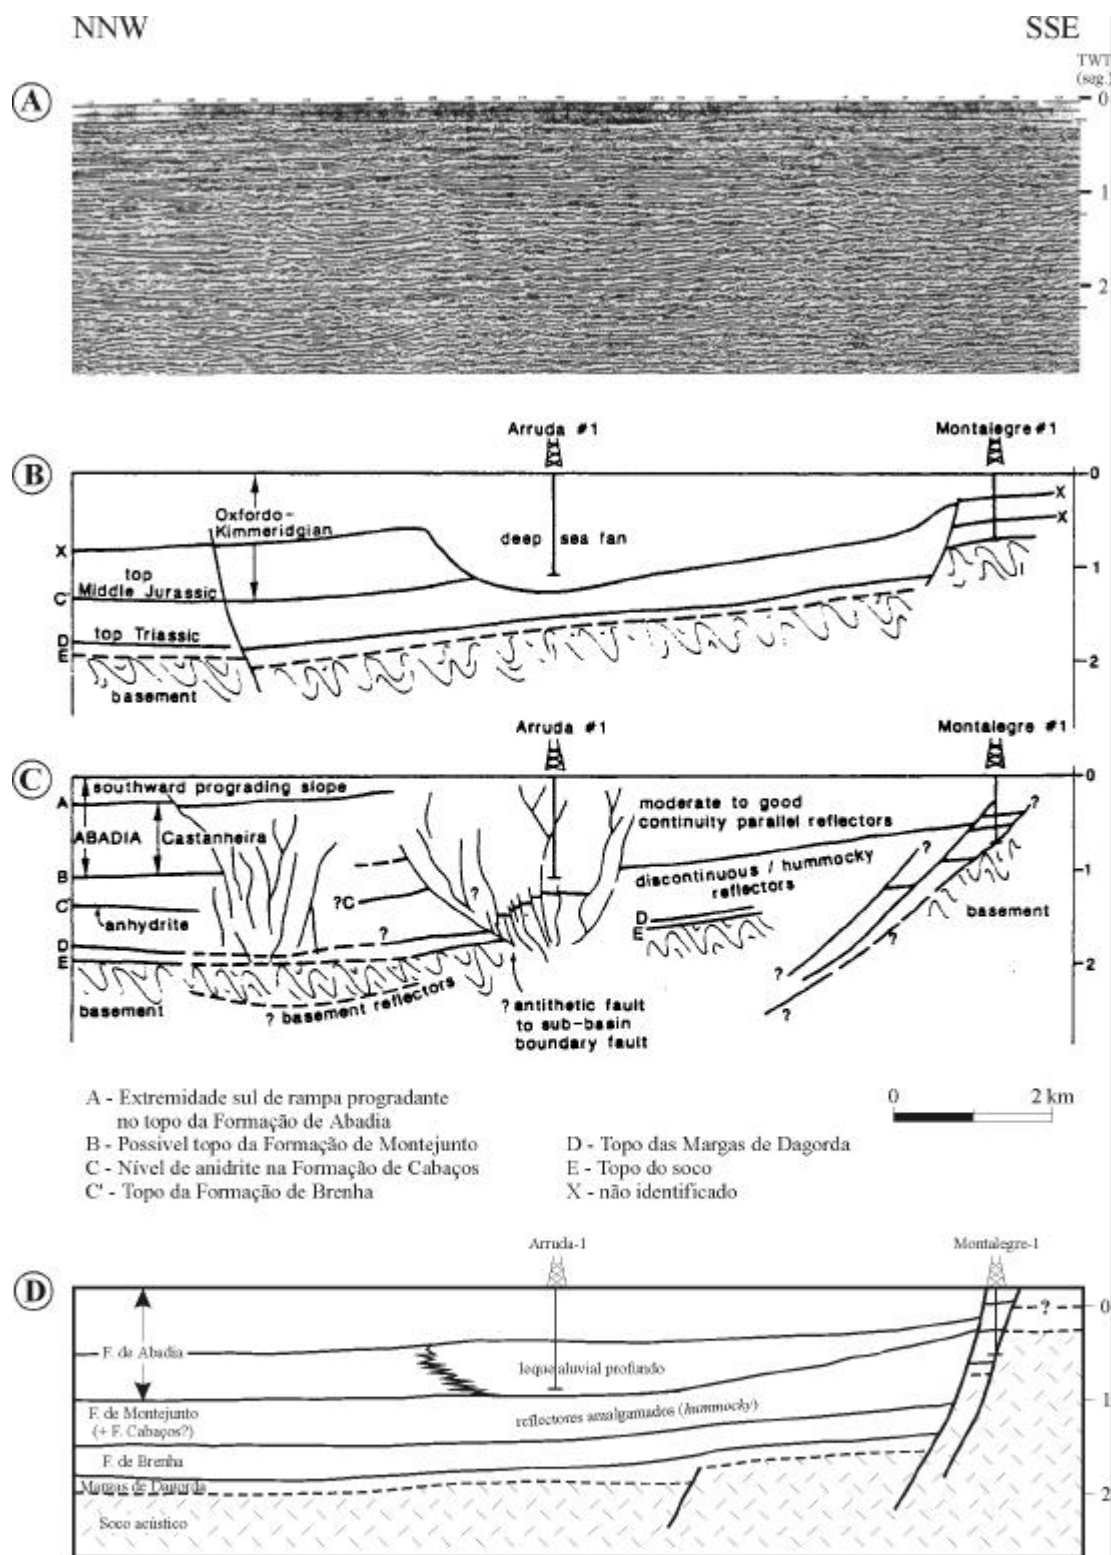 NNW
SSE
TWT
(seg.)
A
0
1
2
Arruda #1
Montalegre #1
B
0
Oxfordo-
Kimmeridgian
X
X
deep sea fan
X
top
Middle Jurassic
1
C'
top Triassic
D
E
2
basement
Arruda #1
Montalegre #1
C
0
southward prograding slope
A
moderate to good
continuity parallel reflectors
?
ABADIA
Castanheira
B
discontinuous / hummocky
reflectors
?
1
?C
?
C'
anhydrite
D
E
basement
?
D
E
2
?
?
?
basement
? basement reflectors
? antithetic fault
to sub-basin
boundary fault
A - Extremidade sul de rampa progradante
no topo da Formação de Abadia
B - Possivel topo da Formação de Montejunto
C - Nível de anidrite na Formação de Cabaços
C' - Topo da Formação de Brenha
0 2 km
D - Topo das Margas de Dagorda
E - Topo do soco
X - não identificado
Arruda-1
Montalegre-1
D
?
0
F. de Abadia
leque aluvial profundo
F. de Montejunto
(+ F. Cabaços?)
reflectores amalgamados (hummocky)
1
F. de Brenha
Margas de Dagorda
2
Soco acústico